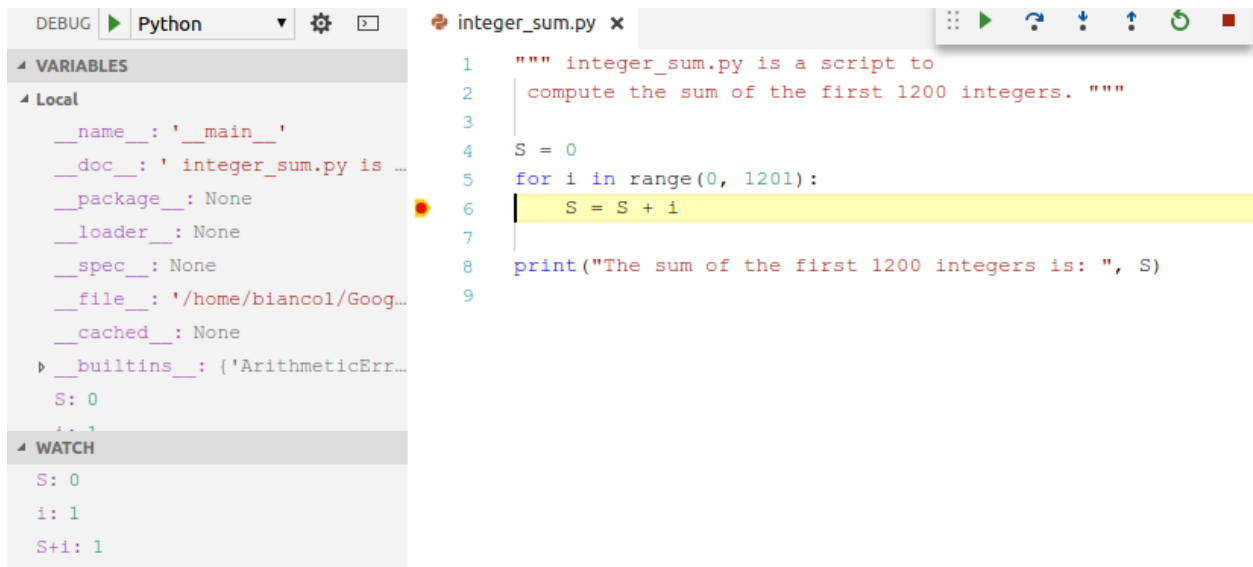 DEBUG Python
VARIABLES
Local
__name__: '__main__'
__doc__: ' integer_sum.py is …
__package__: None
__loader__: None
__spec__: None
__file__: '/home/biancol/Goog…
__cached__: None
__builtins__: {'ArithmeticErr…
S: 0
i: 1
WATCH
S: 0
i: 1
S+i: 1
integer_sum.py x
1 """ integer_sum.py is a script to
2 compute the sum of the first 1200 integers. """
3
4 S = 0
5 for i in range(0, 1201):
6 S = S + i
7
8 print("The sum of the first 1200 integers is: ", S)
9